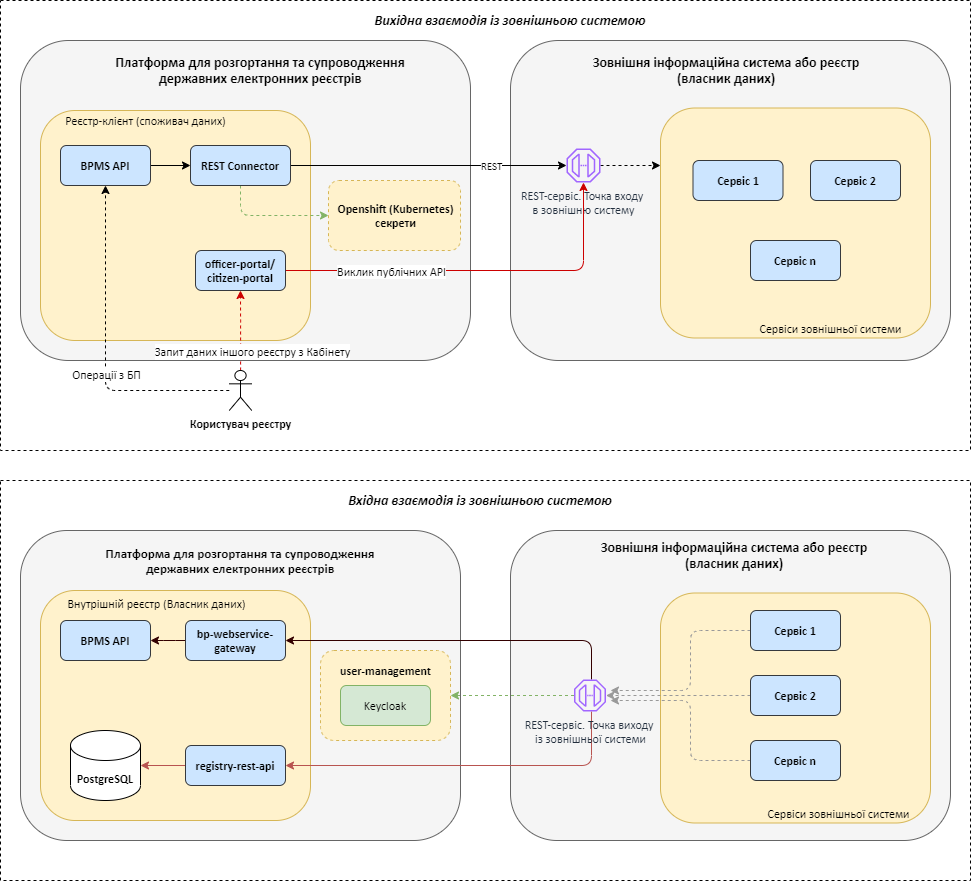 Вихідна взаємодія із зовнішньою системою
Платформа для розгортання та супроводження
державних електронних реєстрів
Зовнішня інформаційна система або реєстр
(власник даних)
Реєстр-клієнт (споживач даних)
BPMS API
REST Connector
REST
REST-сервіс. Точка входу
в зовнішню систему
Openshift (Kubernetes)
секрети
officer-portal/
citizen-portal
Виклик публічних API
Сервіс 1
Сервіс 2
Сервіс n
Сервіси зовнішньої системи
Запит даних іншого реєстру з Кабінету
Операції з БП
Користувач реєстру
Вхідна взаємодія із зовнішньою системою
Платформа для розгортання та супроводження
державних електронних реєстрів
Зовнішня інформаційна система або реєстр
(власник даних)
Внутрішній реєстр (Власник даних)
BPMS API
bp-webservice-
gateway
user-management
Keycloak
REST-сервіс. Точка виходу
із зовнішньої системи
PostgreSQL
registry-rest-api
Сервіс 1
Сервіс 2
Сервіс n
Сервіси зовнішньої системи